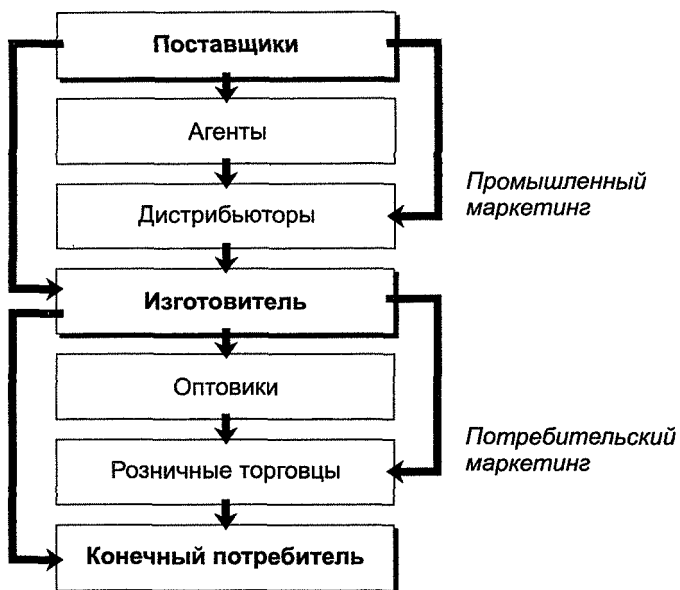 Поставщики
Агенты
Дистрибьюторы
Промышленный
маркетинг
Изготовитель
Оптовики
Розничные торговцы
Потребительский
маркетинг
Конечный потребитель